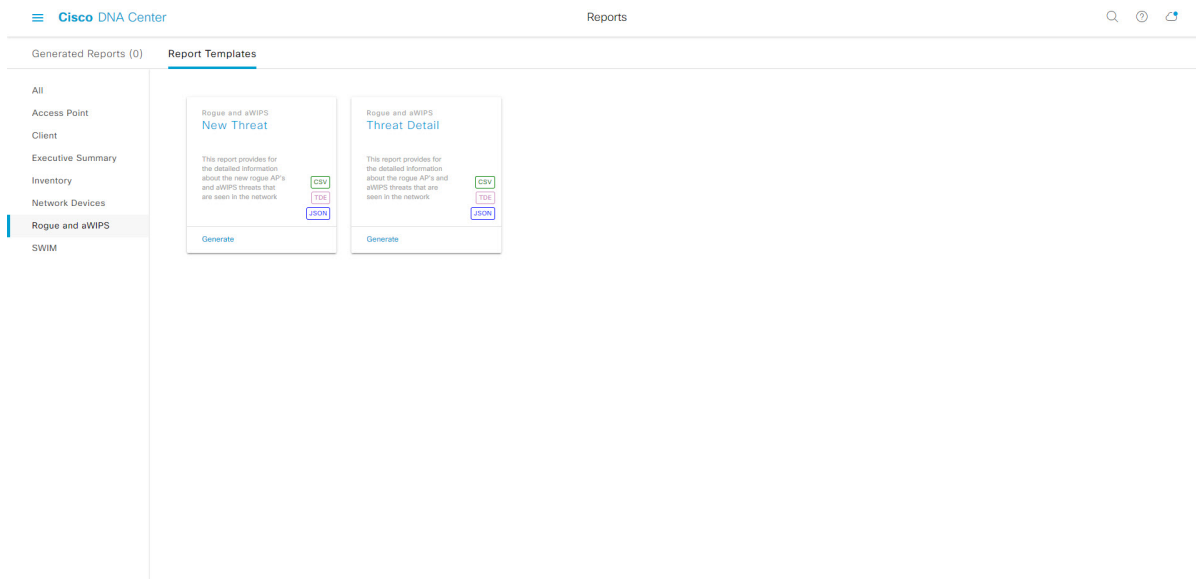 Cisco DNA Center
Reports
Generated Reports (0)
Report Templates
All
Access Point
Client
Executive Summary
Inventory
Network Devices
Rogue and aWIPS
SWIM
Rogue and aWIPS
New Threat
This report provides for
the detailed information
about the new rogue AP's
and aWIPS threats that
are seen in the network
CSV
TDE
JSON
Generate
Rogue and aWIPS
Threat Detail
This report provides for
the detailed information
about the rogue AP's and
aWIPS threats that are
seen in the network
CSV
TDE
JSON
Generate